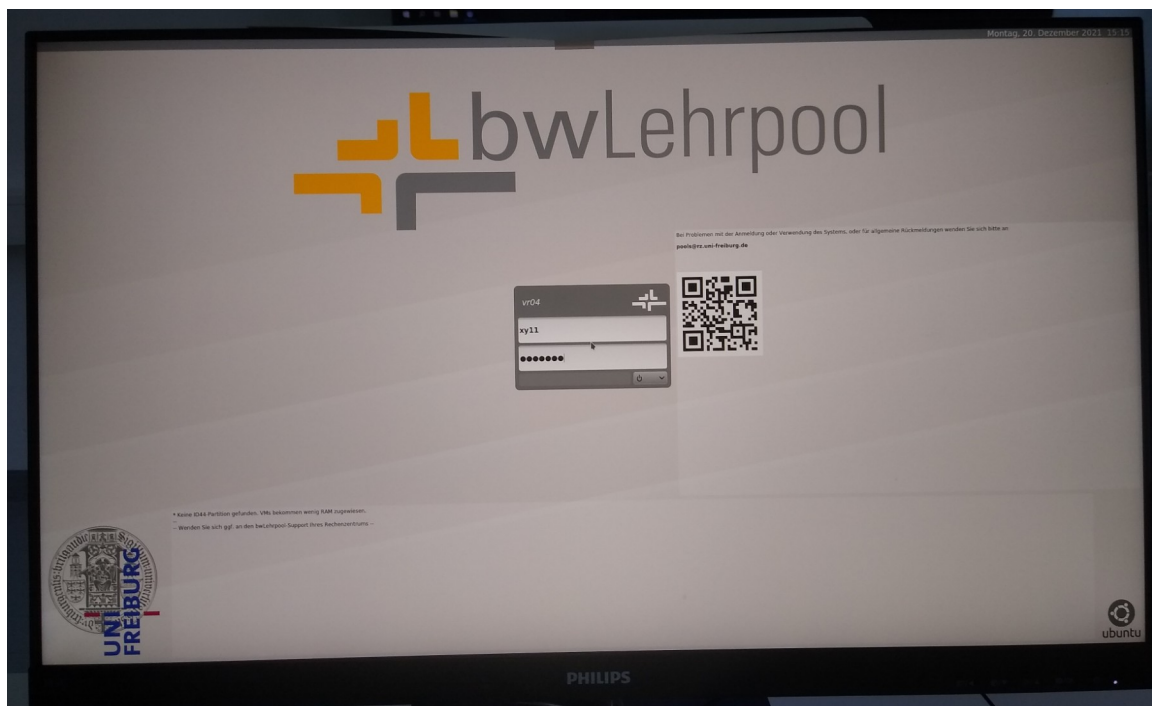 Montag, 20. Dezember 2021 15:15
bwLehrpool
Bei Problemen mit der Anmeldung oder Verwendung des Systems, oder für allgemeine Rückmeldungen wenden Sie sich bitte an
pools@rz.uni-freiburg.de
vr04
xy11
* Keine ID44-Partition gefunden. VMs bekommen wenig RAM zugewiesen.
--
-- Wenden Sie sich ggf. an den bwLehrpool-Support Ihres Rechenzentrums --
UNI
FREIBURG
ubuntu
PHILIPS